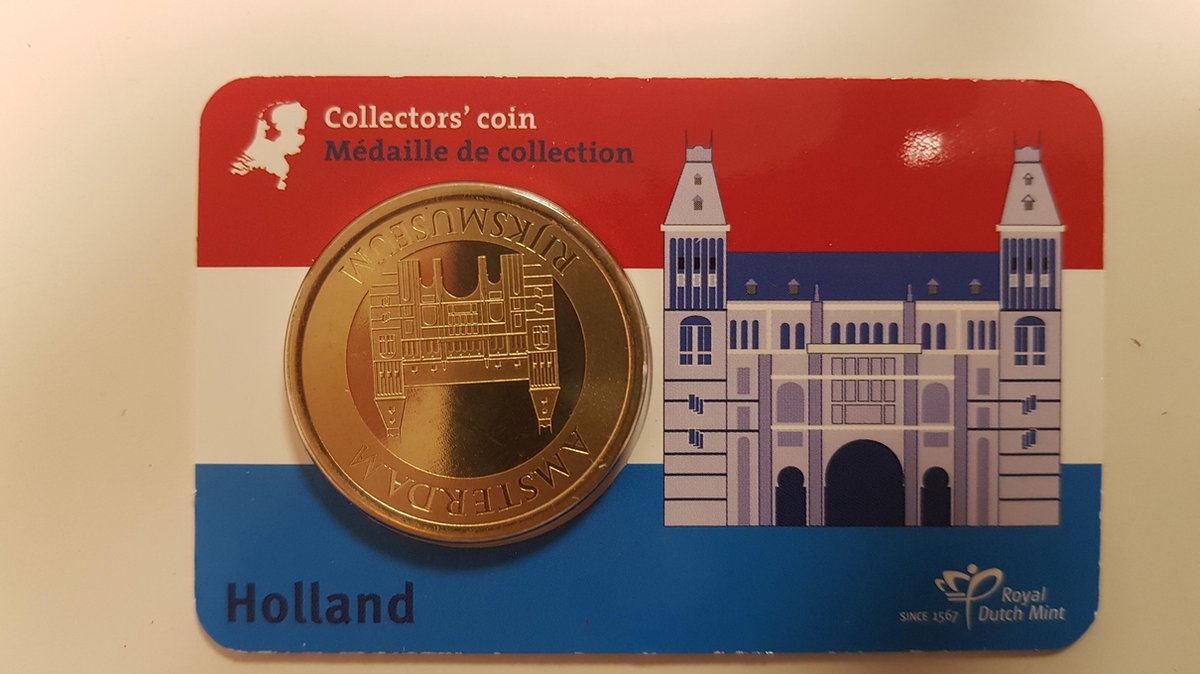 Collectors' coin
Médaille de collection
RIJKSMUSEUM
AMSTERDAM
Holland
SINCE 1567
Royal
Dutch Mint